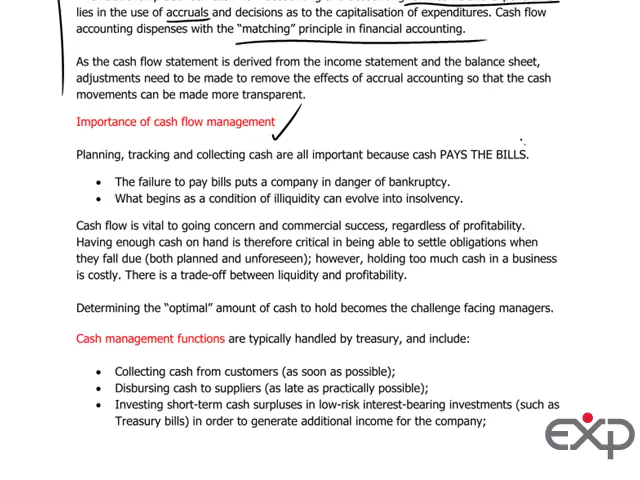 lies in the use of accruals and decisions as to the capitalisation of expenditures. Cash flow
accounting dispenses with the “matching” principle in financial accounting.
As the cash flow statement is derived from the income statement and the balance sheet,
adjustments need to be made to remove the effects of accrual accounting so that the cash
movements can be made more transparent.
Importance of cash flow management
Planning, tracking and collecting cash are all important because cash PAYS THE BILLS.
• The failure to pay bills puts a company in danger of bankruptcy.
• What begins as a condition of illiquidity can evolve into insolvency.
Cash flow is vital to going concern and commercial success, regardless of profitability.
Having enough cash on hand is therefore critical in being able to settle obligations when
they fall due (both planned and unforeseen); however, holding too much cash in a business
is costly. There is a trade-off between liquidity and profitability.
Determining the “optimal” amount of cash to hold becomes the challenge facing managers.
Cash management functions are typically handled by treasury, and include:
• Collecting cash from customers (as soon as possible);
• Disbursing cash to suppliers (as late as practically possible);
• Investing short-term cash surpluses in low-risk interest-bearing investments (such as
Treasury bills) in order to generate additional income for the company;
exp